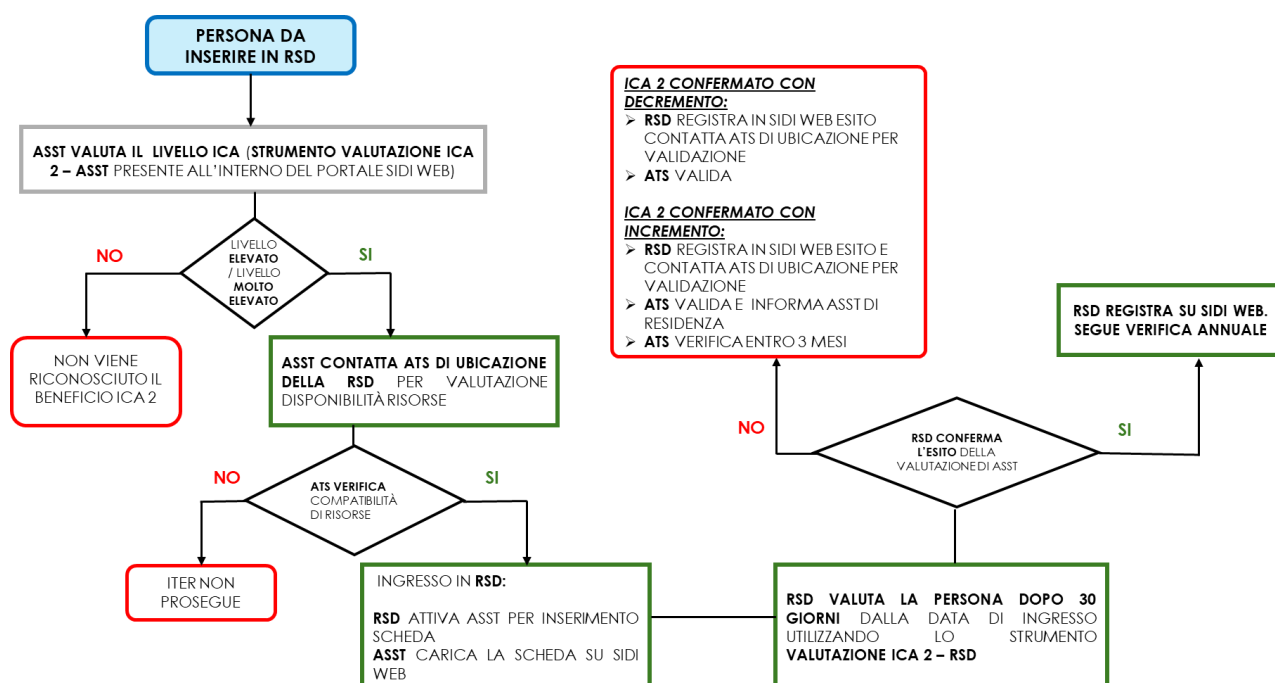 PERSONA DA
INSERIRE IN RSD
ASST VALUTA IL LIVELLO ICA (STRUMENTO VALUTAZIONE ICA
2 – ASST PRESENTE ALL'INTERNO DEL PORTALE SIDI WEB)
LIVELLO
ELEVATO
/ LIVELLO
MOLTO
ELEVATO
NO
SI
NON VIENE
RICONOSCIUTO IL
BENEFICIO ICA 2
ASST CONTATTA ATS DI UBICAZIONE
DELLA RSD PER VALUTAZIONE
DISPONIBILITÀ RISORSE
NO
SI
ATS VERIFICA
COMPATIBILITÀ
DI RISORSE
ITER NON
PROSEGUE
INGRESSO IN RSD:
RSD ATTIVA ASST PER INSERIMENTO
SCHEDA
ASST CARICA LA SCHEDA SU SIDI
WEB
RSD VALUTA LA PERSONA DOPO 30
GIORNI DALLA DATA DI INGRESSO
UTILIZZANDO LO STRUMENTO
VALUTAZIONE ICA 2 – RSD
RSD CONFERMA
L'ESITO DELLA
VALUTAZIONE DI ASST
NO
SI
ICA 2 CONFERMATO CON
DECREMENTO:
➢ RSD REGISTRA IN SIDI WEB ESITO
CONTATTA ATS DI UBICAZIONE PER
VALIDAZIONE
➢ ATS VALIDA
ICA 2 CONFERMATO CON
INCREMENTO:
➢ RSD REGISTRA IN SIDI WEB ESITO E
CONTATTA ATS DI UBICAZIONE PER
VALIDAZIONE
➢ ATS VALIDA E INFORMA ASST DI
RESIDENZA
➢ ATS VERIFICA ENTRO 3 MESI
RSD REGISTRA SU SIDI WEB.
SEGUE VERIFICA ANNUALE